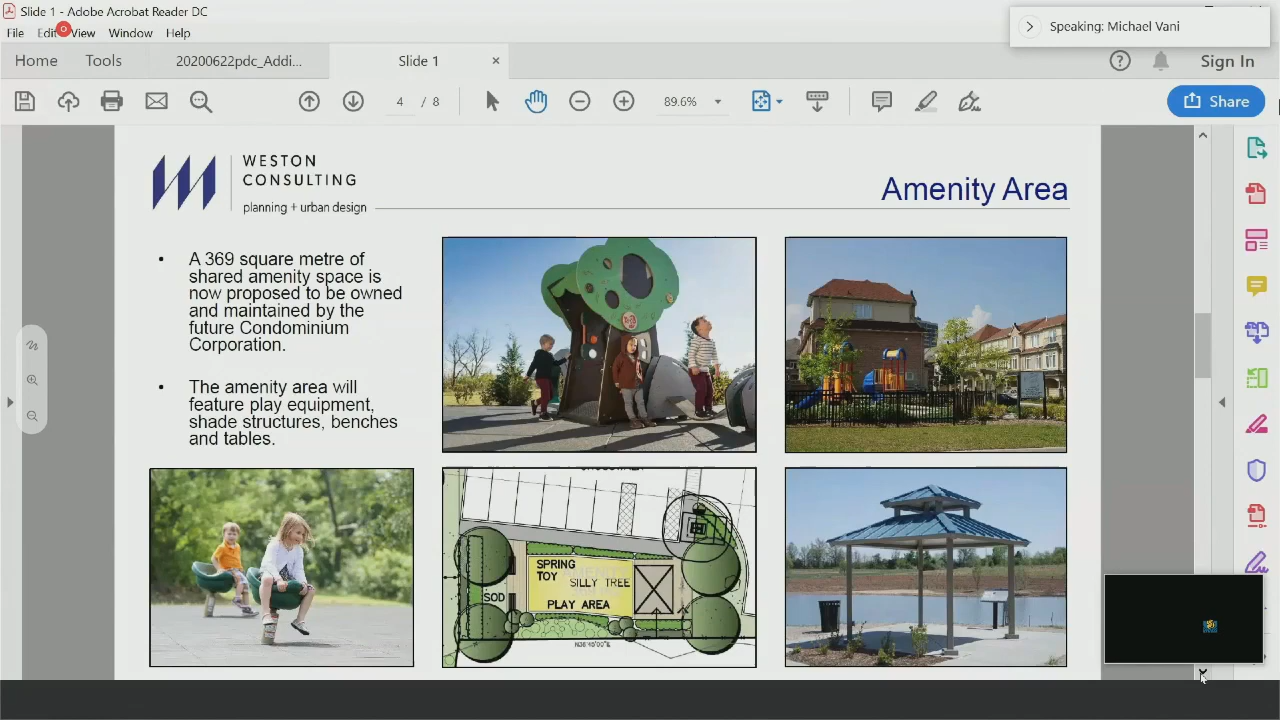 Slide 1 - Adobe Acrobat Reader DC
Speaking: Michael Vani
File Edit View Window Help
Home Tools 20200622pdc_Addi... Slide 1 × Sign In
4 / 8 89.6% Share
WESTON
CONSULTING
planning + urban design
Amenity Area
• A 369 square metre of
shared amenity space is
now proposed to be owned
and maintained by the
future Condominium
Corporation.
• The amenity area will
feature play equipment,
shade structures, benches
and tables.
SPRING
TOY
SILLY TREE
SOD
PLAY AREA